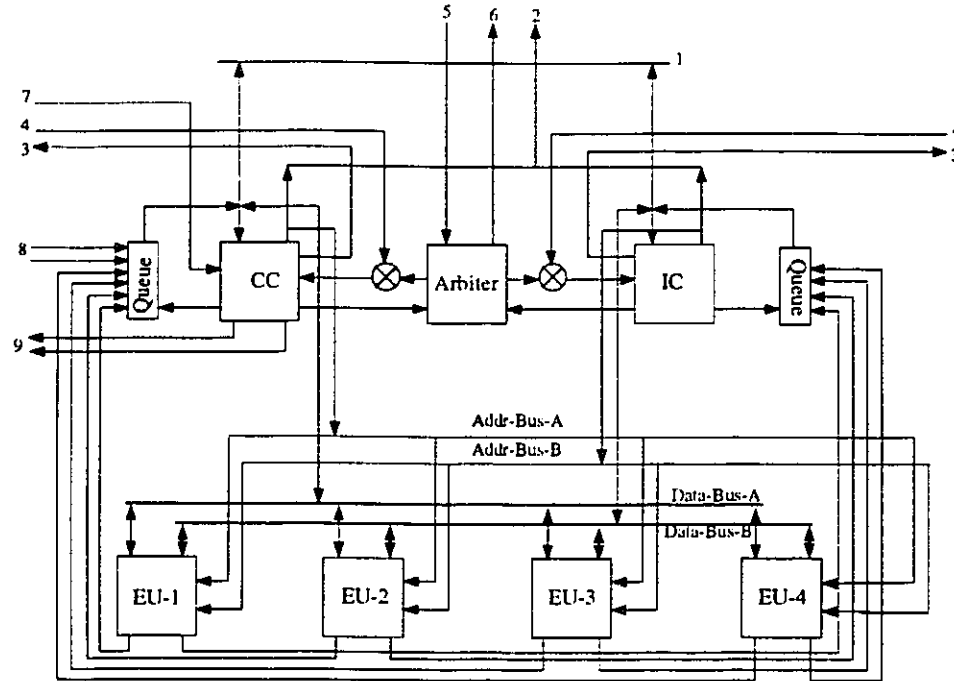 5
6
2
1
7
4
3
8
9
Queue
CC
Arbiter
IC
Queue
Addr-Bus-A
Addr-Bus-B
Data-Bus-A
Data-Bus-B
EU-1
EU-2
EU-3
EU-4